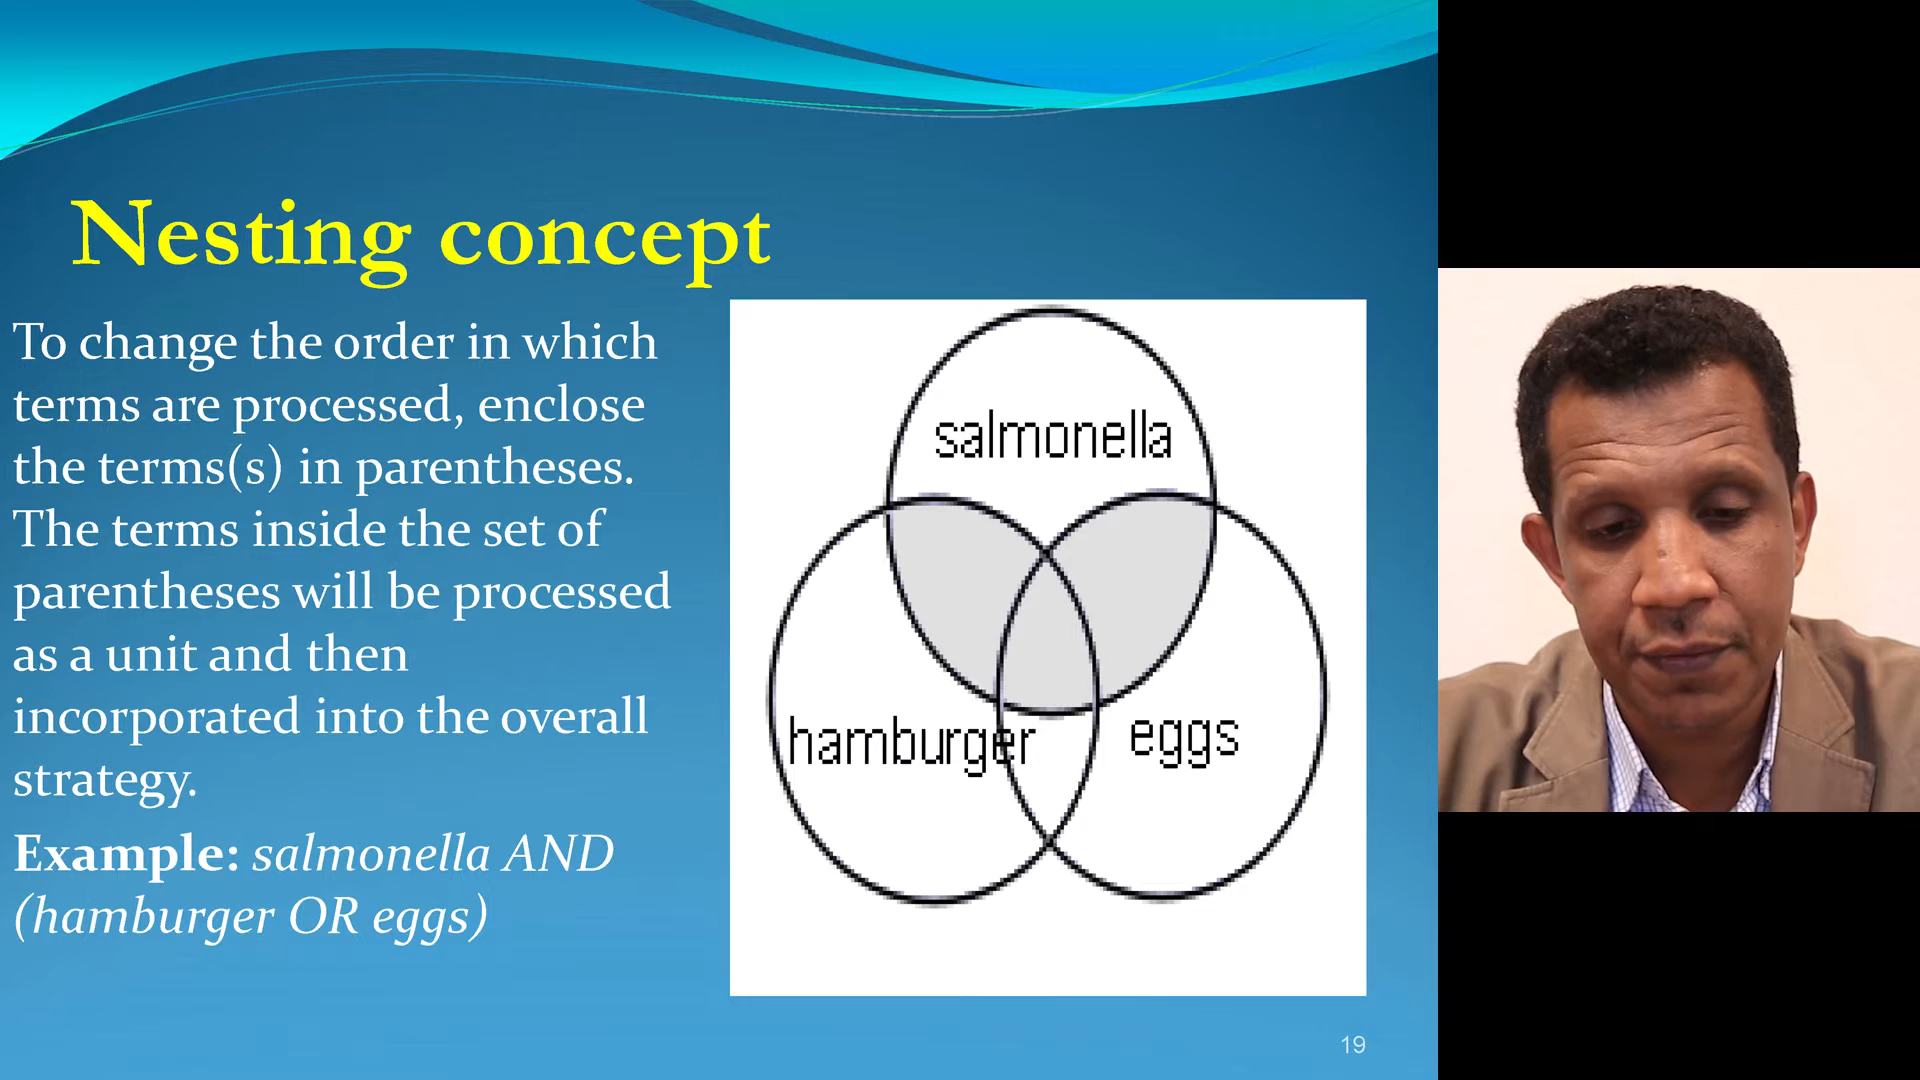 Nesting concept
To change the order in which
terms are processed, enclose
the terms(s) in parentheses.
The terms inside the set of
parentheses will be processed
as a unit and then
incorporated into the overall
strategy.
Example: salmonella AND
(hamburger OR eggs)
salmonella
hamburger
eggs
19